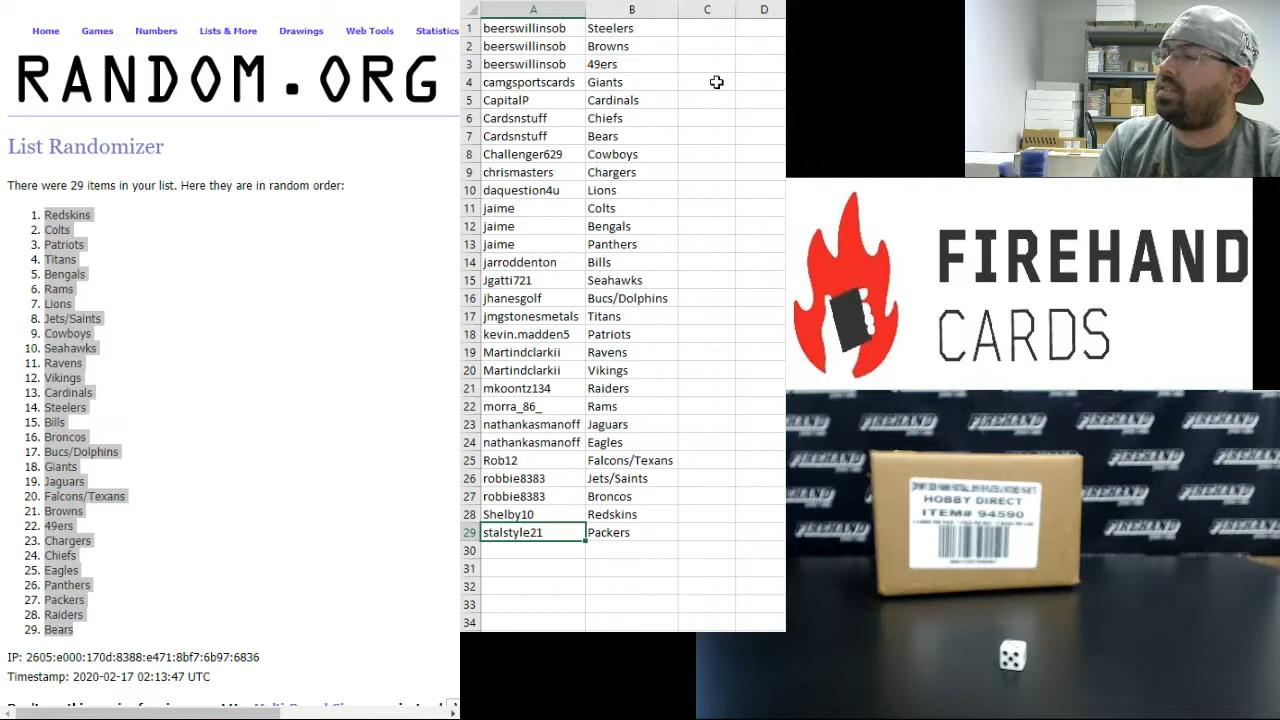 Home Games Numbers Lists & More Drawings Web Tools Statistics
RANDOM.ORG
List Randomizer
There were 29 items in your list. Here they are in random order:
1. Redskins
2. Colts
3. Patriots
4. Titans
5. Bengals
6. Rams
7. Lions
8. Jets/Saints
9. Cowboys
10. Seahawks
11. Ravens
12. Vikings
13. Cardinals
14. Steelers
15. Bills
16. Broncos
17. Bucs/Dolphins
18. Giants
19. Jaguars
20. Falcons/Texans
21. Browns
22. 49ers
23. Chargers
24. Chiefs
25. Eagles
26. Panthers
27. Packers
28. Raiders
29. Bears
IP: 2605:e000:170d:8388:e471:8bf7:6b97:6836
Timestamp: 2020-02-17 02:13:47 UTC
A B C D
1 beerswillinsob Steelers
2 beerswillinsob Browns
3 beerswillinsob 49ers
4 camgsportscards Giants
5 CapitalP Cardinals
6 Cardsnstuff Chiefs
7 Cardsnstuff Bears
8 Challenger629 Cowboys
9 chrismasters Chargers
10 daquestion4u Lions
11 jaime Colts
12 jaime Bengals
13 jaime Panthers
14 jarroddenton Bills
15 Jgatti721 Seahawks
16 jhanesgolf Bucs/Dolphins
17 jmgstonesmetals Titans
18 kevin.madden5 Patriots
19 Martindclarkii Ravens
20 Martindclarkii Vikings
21 mkoontz134 Raiders
22 morra_86_ Rams
23 nathankasmanoff Jaguars
24 nathankasmanoff Eagles
25 Rob12 Falcons/Texans
26 robbie8383 Jets/Saints
27 robbie8383 Broncos
28 Shelby10 Redskins
29 stalstyle21 Packers
30
31
32
33
34
FIREHAND
CARDS
FIREHAND
HOBBY DIRECT
ITEM# 94590